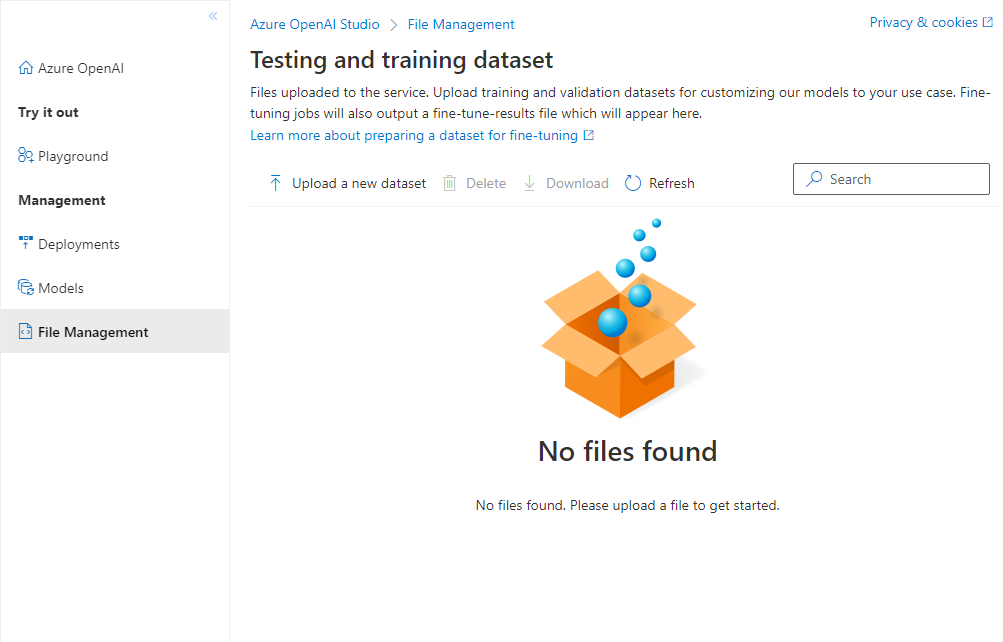 Azure OpenAI
Try it out
Playground
Management
Deployments
Models
File Management
Azure OpenAI Studio > File Management
Privacy & cookies
Testing and training dataset
Files uploaded to the service. Upload training and validation datasets for customizing our models to your use case. Fine-
tuning jobs will also output a fine-tune-results file which will appear here.
Learn more about preparing a dataset for fine-tuning
Upload a new dataset Delete Download Refresh Search
No files found
No files found. Please upload a file to get started.